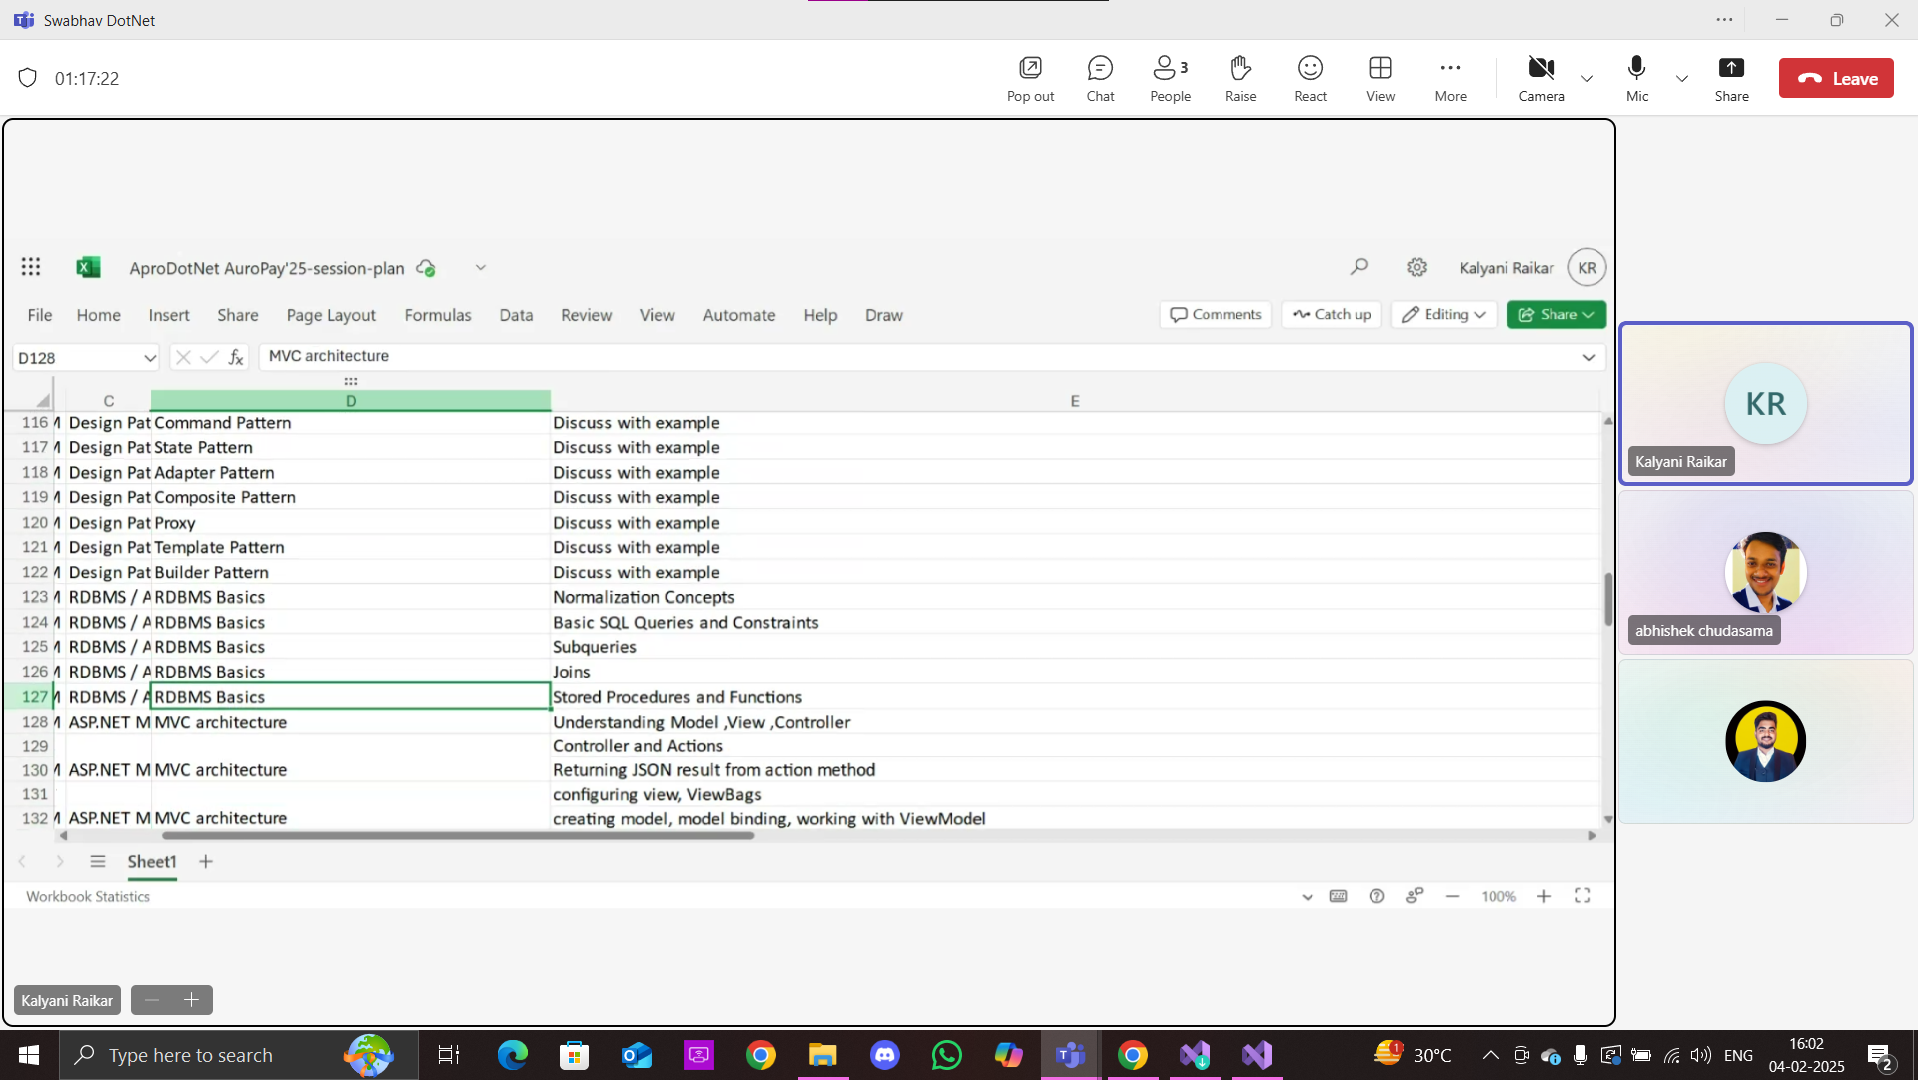 Swabhav DotNet
01:17:22
Pop out
Chat
3
People
Raise
React
View
More
Camera
Mic
Share
Leave
AproDotNet AuroPay'25-session-plan
Kalyani Raikar
KR
File Home Insert Share Page Layout Formulas Data Review View Automate Help Draw
Comments
Catch up
Editing
Share
D128
fx
MVC architecture
C D E
116 M Design Pat Command Pattern Discuss with example
117 M Design Pat State Pattern Discuss with example
118 M Design Pat Adapter Pattern Discuss with example
119 M Design Pat Composite Pattern Discuss with example
120 M Design Pat Proxy Discuss with example
121 M Design Pat Template Pattern Discuss with example
122 M Design Pat Builder Pattern Discuss with example
123 M RDBMS / A RDBMS Basics Normalization Concepts
124 M RDBMS / A RDBMS Basics Basic SQL Queries and Constraints
125 M RDBMS / A RDBMS Basics Subqueries
126 M RDBMS / A RDBMS Basics Joins
127 M RDBMS / A RDBMS Basics Stored Procedures and Functions
128 M ASP.NET M MVC architecture Understanding Model ,View ,Controller
129 Controller and Actions
130 M ASP.NET M MVC architecture Returning JSON result from action method
131 configuring view, ViewBags
132 M ASP.NET M MVC architecture creating model, model binding, working with ViewModel
Sheet1
Workbook Statistics
100%
Kalyani Raikar
KR
Kalyani Raikar
abhishek chudasama
Type here to search
1
30°C
ENG
16:02
04-02-2025
2